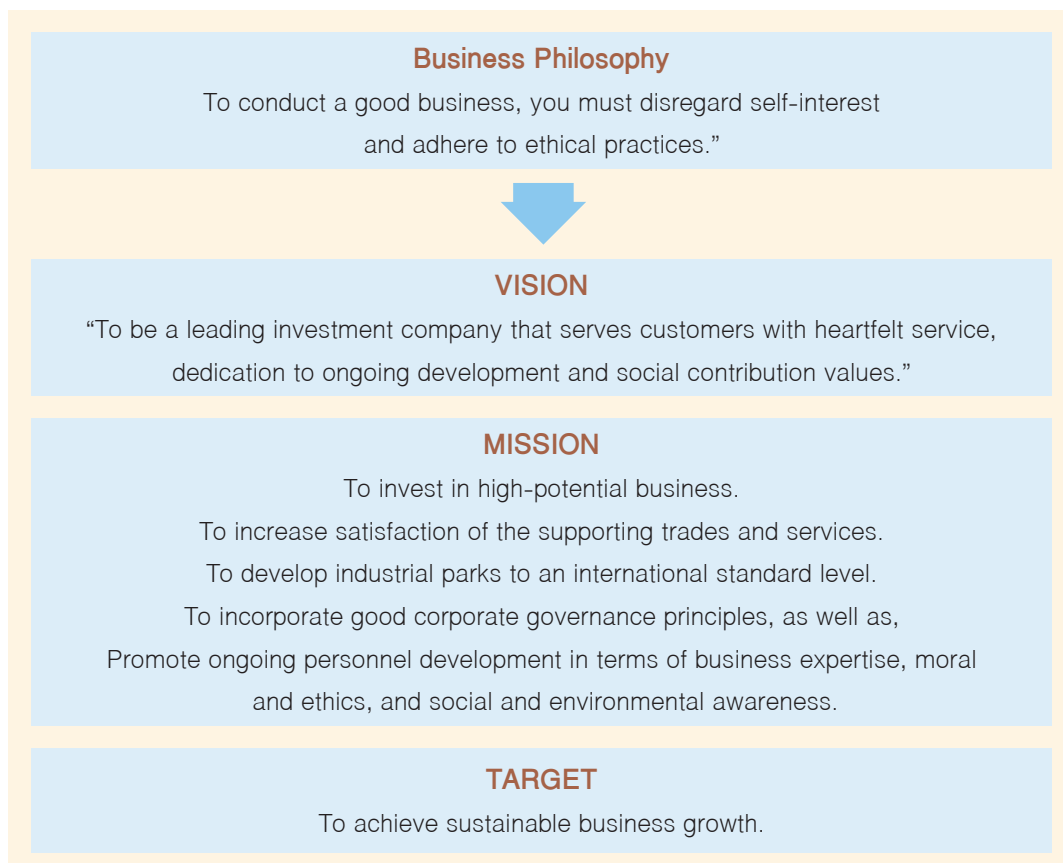 Business Philosophy
To conduct a good business, you must disregard self-interest
and adhere to ethical practices.”
VISION
“To be a leading investment company that serves customers with heartfelt service,
dedication to ongoing development and social contribution values.”
MISSION
To invest in high-potential business.
To increase satisfaction of the supporting trades and services.
To develop industrial parks to an international standard level.
To incorporate good corporate governance principles, as well as,
Promote ongoing personnel development in terms of business expertise, moral
and ethics, and social and environmental awareness.
TARGET
To achieve sustainable business growth.